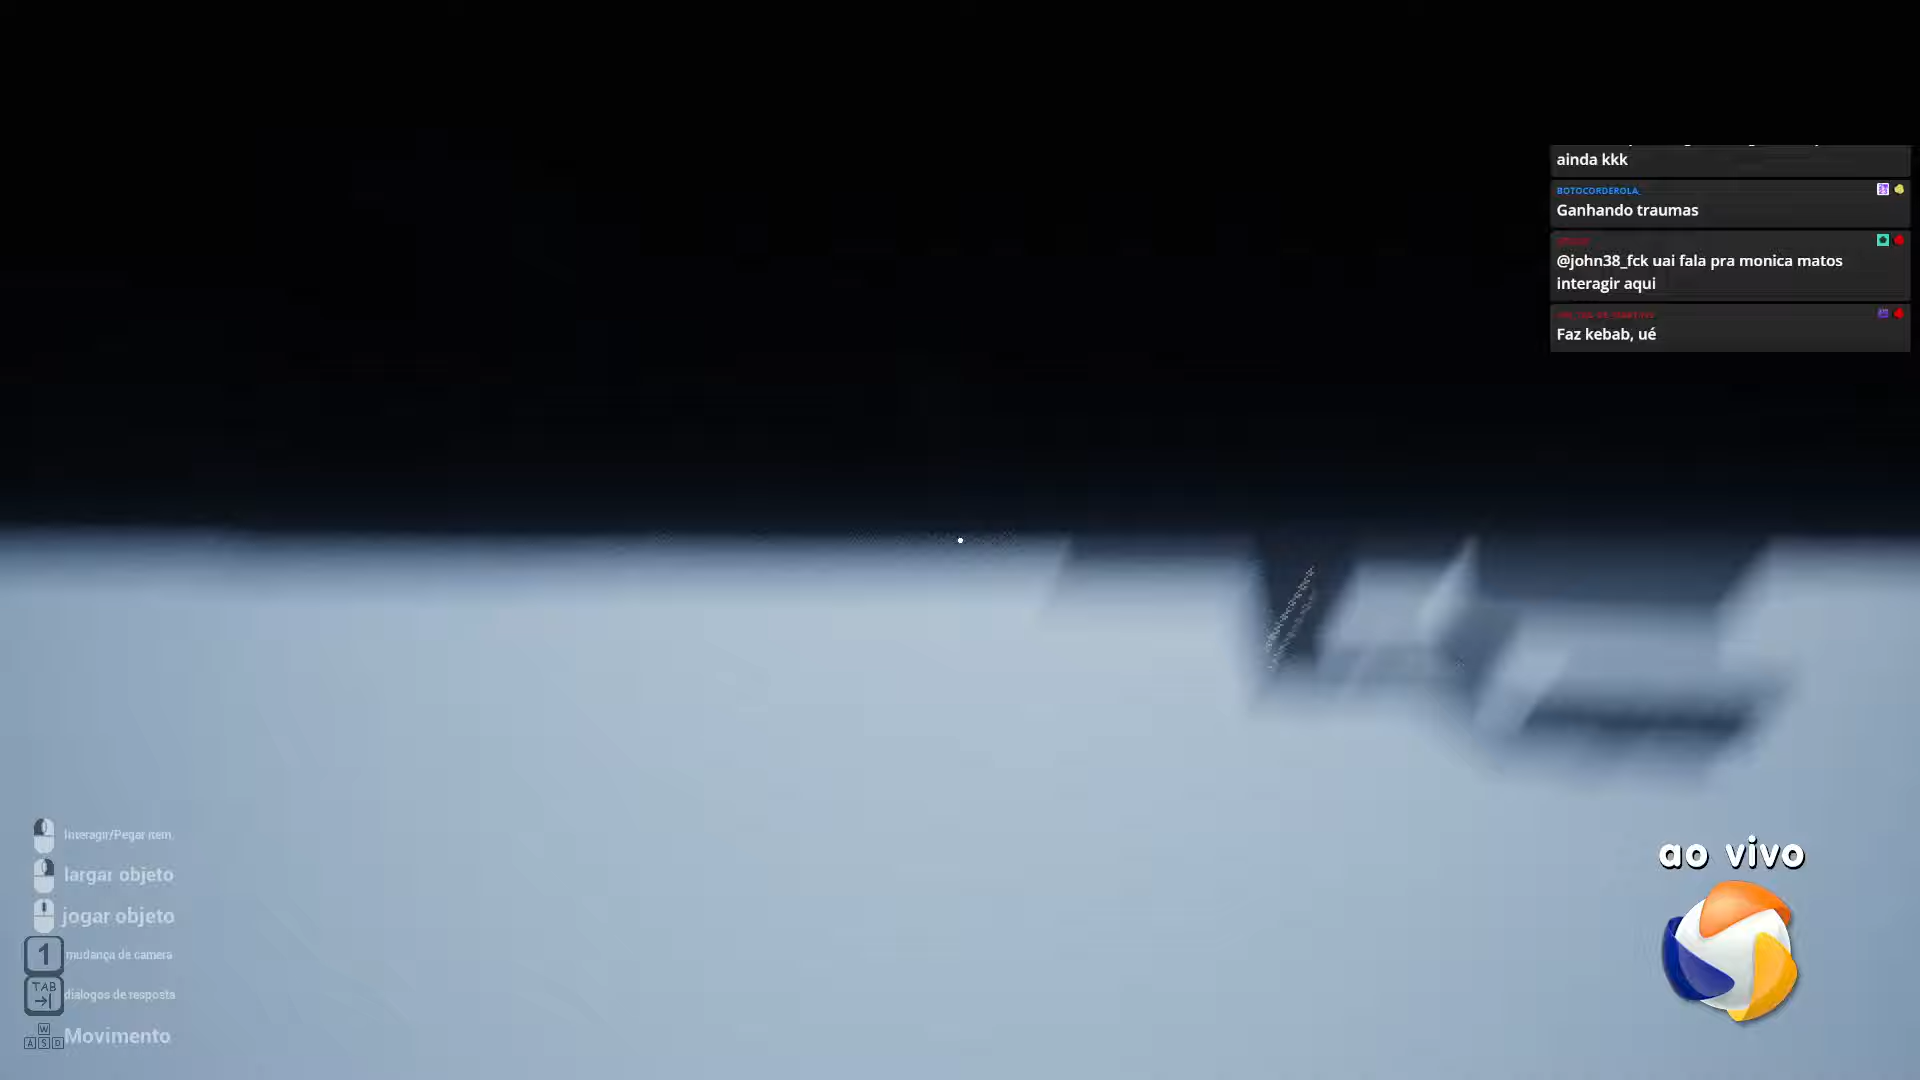 ainda kkk
BOTOCORDEROLA_
Ganhando traumas
@john38_fck uai fala pra monica matos
interagir aqui
Faz kebab, ué
ao vivo
Interagir/Pegar item
largar objeto
jogar objeto
1 mudança de camera
TAB dialogos de resposta
W
A S D Movimento